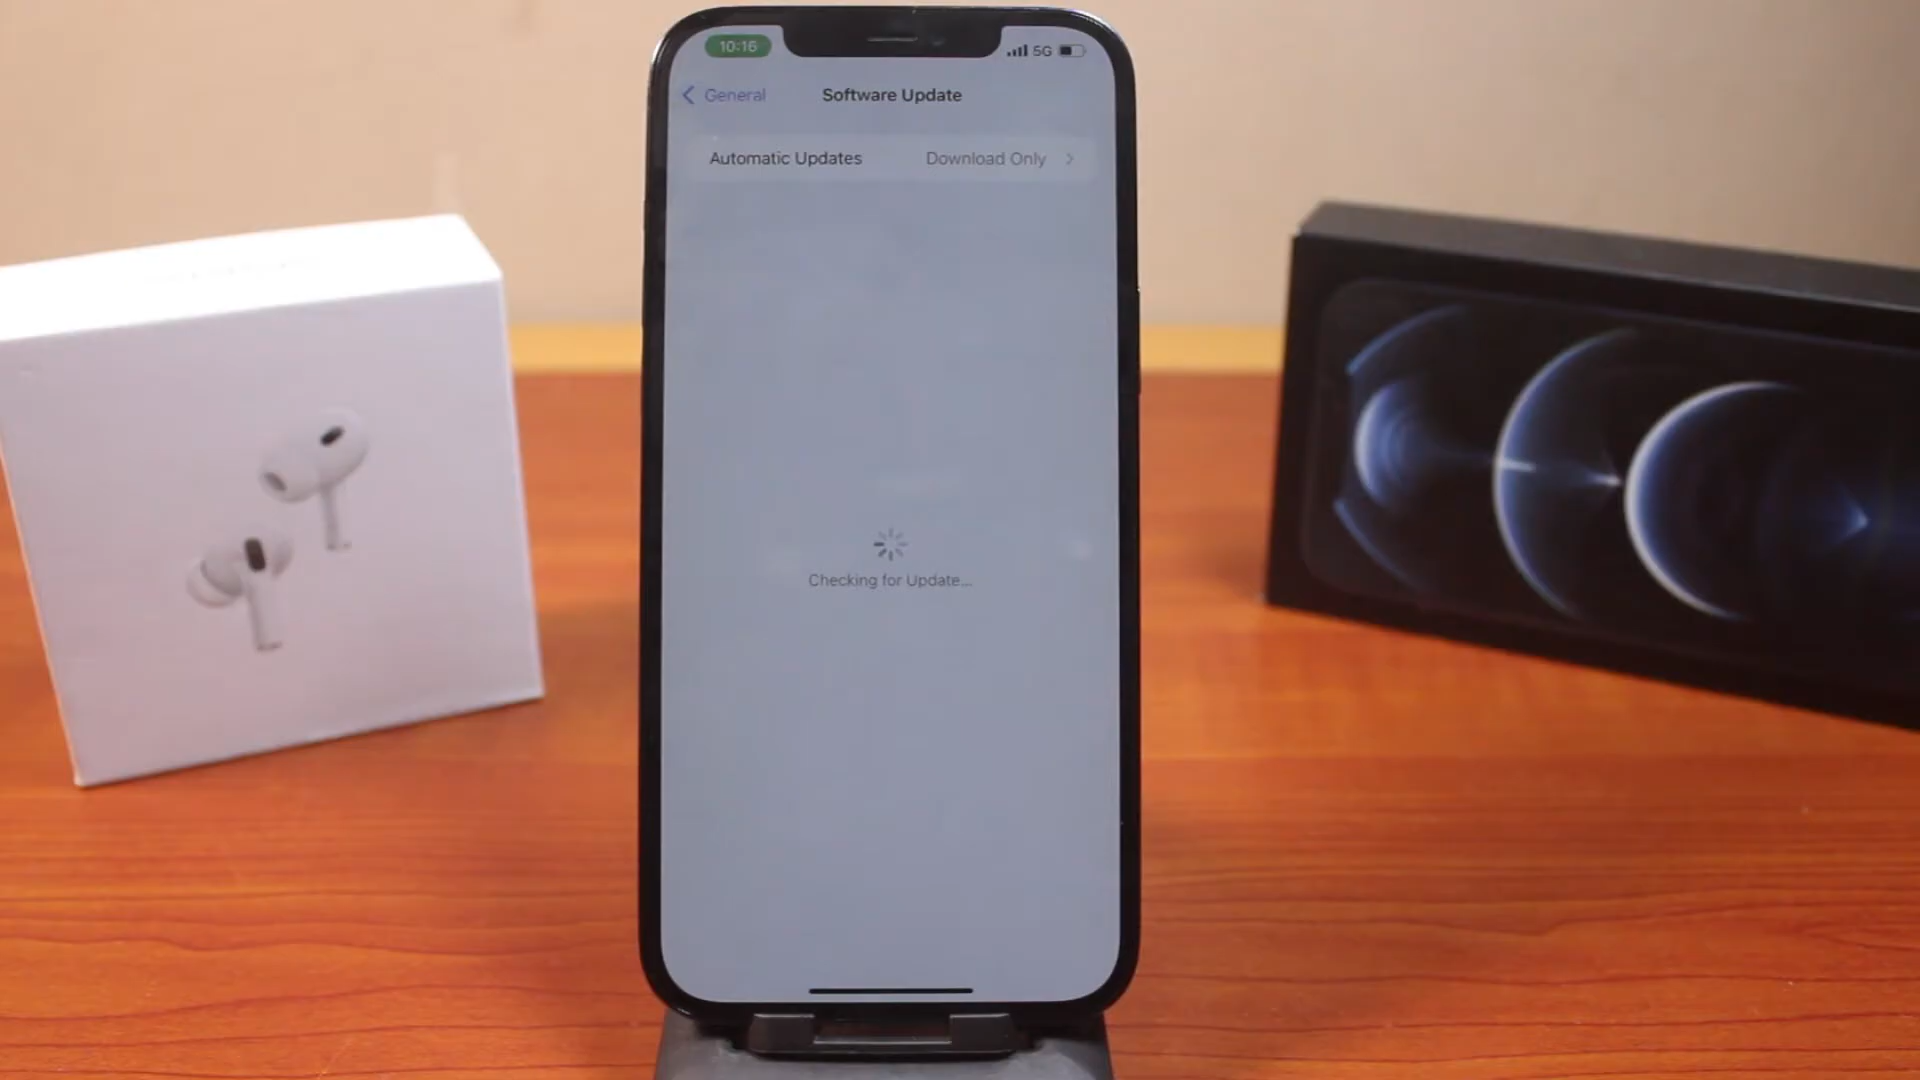 10:16
5G
General
Software Update
Automatic Updates
Download Only
Checking for Update...